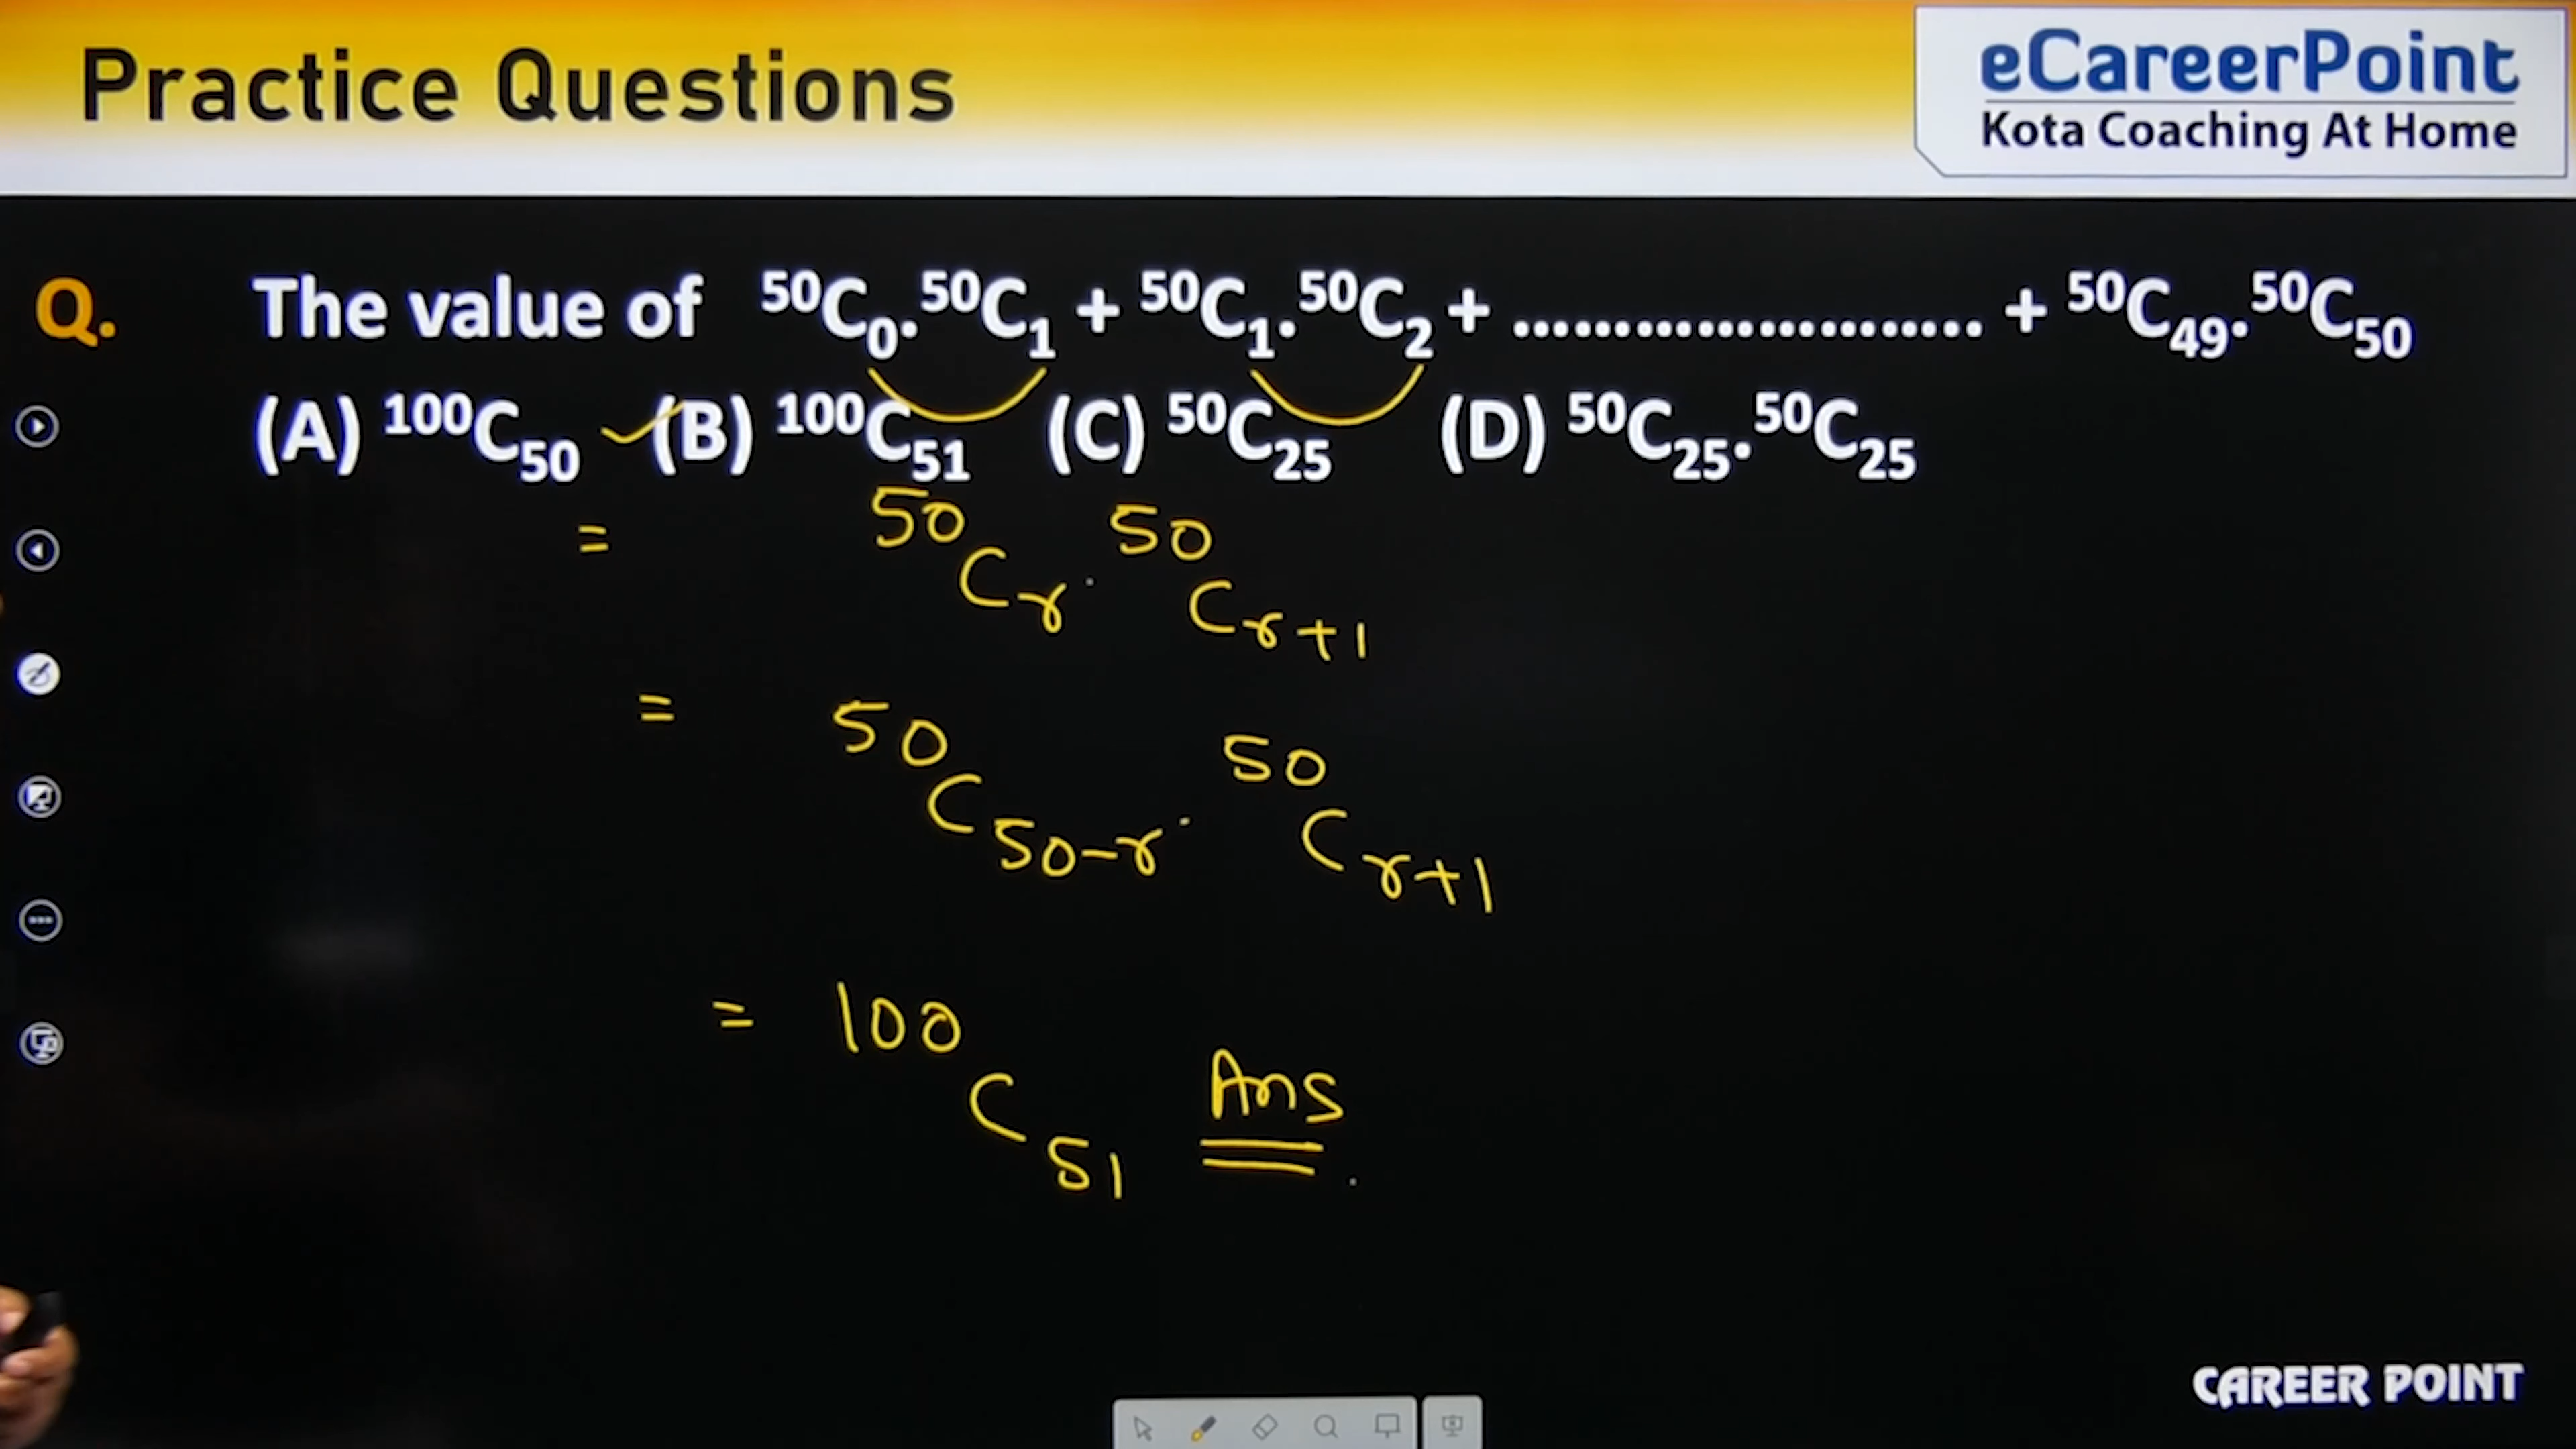 Practice Questions
eCareerPoint
Kota Coaching At Home
Q. The value of ⁵⁰C₀.⁵⁰C₁ + ⁵⁰C₁.⁵⁰C₂ + ........................ + ⁵⁰C₄₉.⁵⁰C₅₀
(A) ¹⁰⁰C₅₀ (B) ¹⁰⁰C₅₁ (C) ⁵⁰C₂₅ (D) ⁵⁰C₂₅.⁵⁰C₂₅
= ⁵⁰Cᵣ . ⁵⁰Cᵣ₊₁
= ⁵⁰C₅₀₋ᵣ . ⁵⁰Cᵣ₊₁
= ¹⁰⁰C₅₁ Ans
CAREER POINT